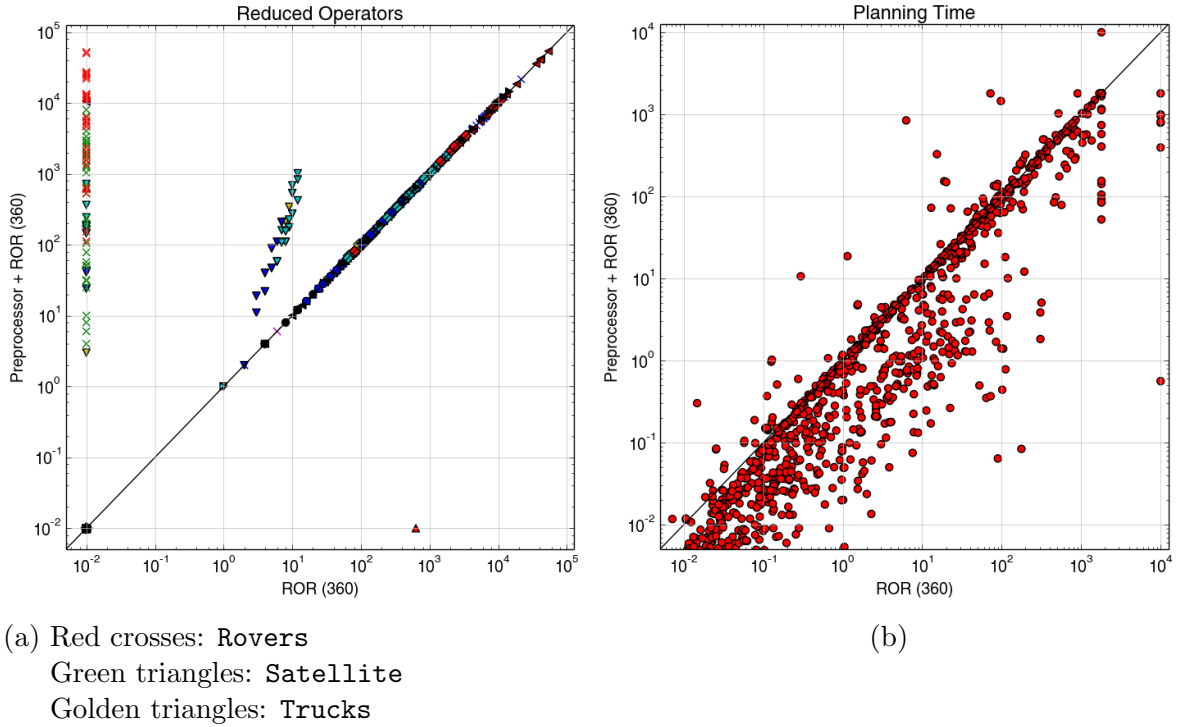 Reduced Operators
10^5
10^4
10^3
10^2
10^1
10^0
10^-1
10^-2
Preprocessor + ROR (360)
10^-2 10^-1 10^0 10^1 10^2 10^3 10^4 10^5
ROR (360)
Planning Time
10^4
10^3
10^2
10^1
10^0
10^-1
10^-2
Preprocessor + ROR (360)
10^-2 10^-1 10^0 10^1 10^2 10^3 10^4
ROR (360)
(a) Red crosses: Rovers
Green triangles: Satellite
Golden triangles: Trucks
(b)